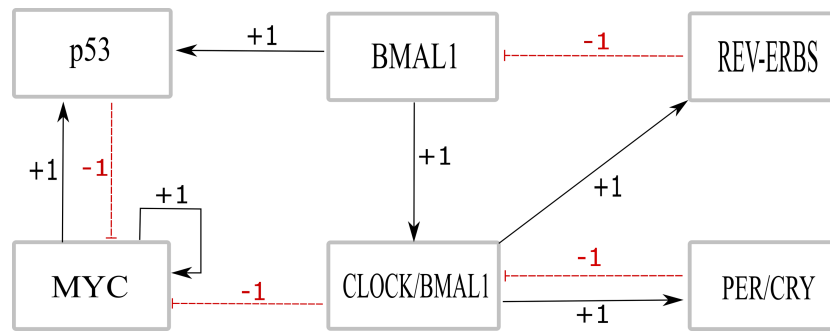 +1
-1
p53
BMAL1
REV-ERBS
+1
+1
-1
+1
+1
-1
MYC
-1
CLOCK/BMAL1
+1
PER/CRY